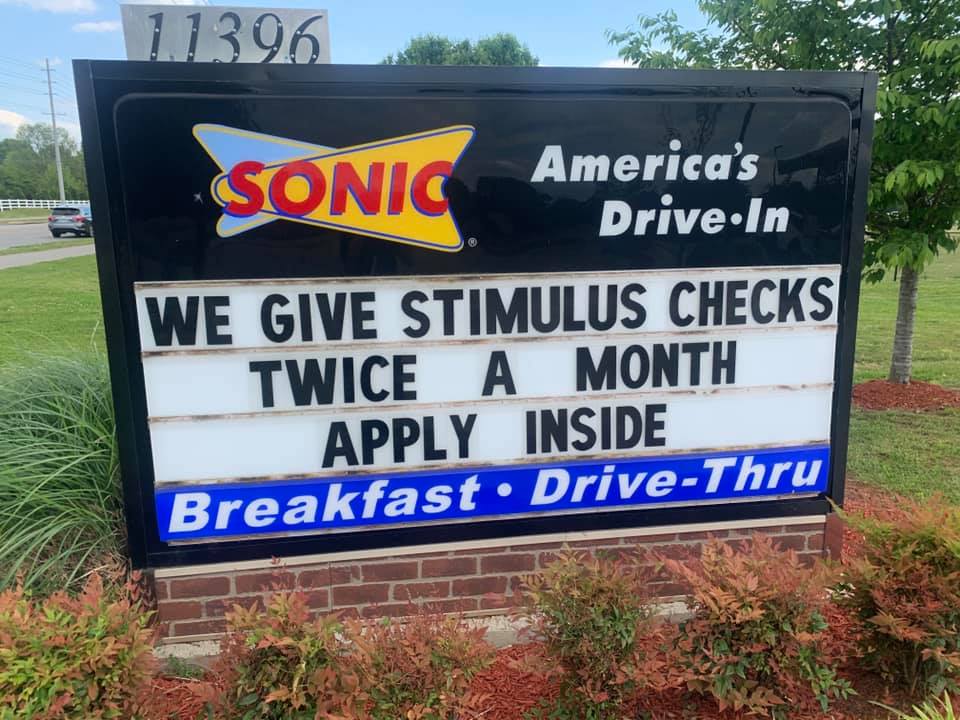 11396
SONIC®
America's
Drive•In
WE GIVE STIMULUS CHECKS
TWICE A MONTH
APPLY INSIDE
Breakfast • Drive-Thru